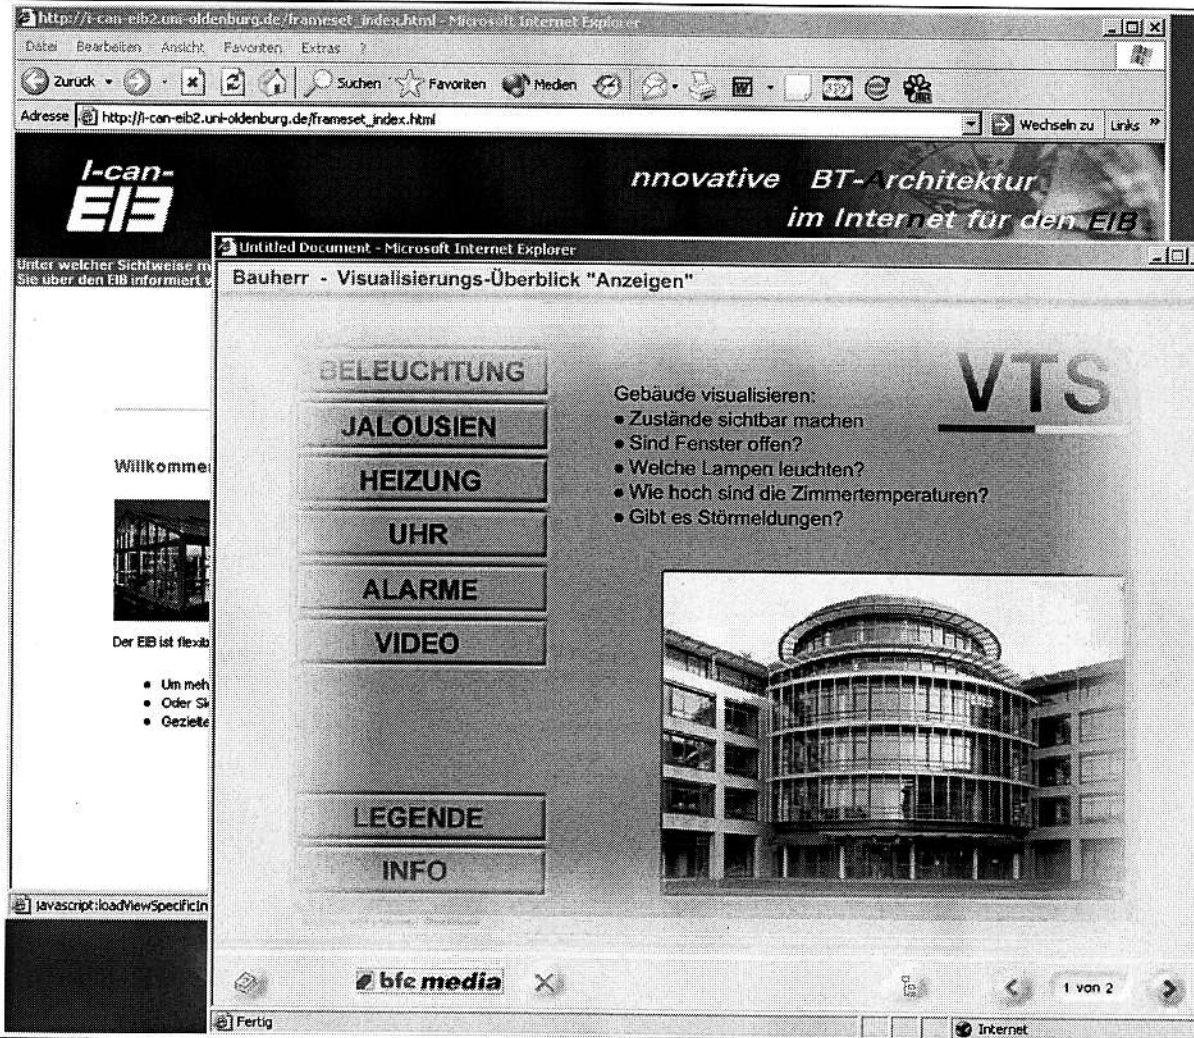 http://i-can-eib2.uni-oldenburg.de/frameset_index.html - Microsoft Internet Explorer
Datei Bearbeiten Ansicht Favoriten Extras ?
Zurück Suchen Favoriten Medien
Adresse http://i-can-eib2.uni-oldenburg.de/frameset_index.html Wechseln zu Links »
I-can-
EIB
nnovative BT-Architektur
im Internet für den EIB
Unter welcher Sichtweise m
Sie über den EIB informiert w
Untitled Document - Microsoft Internet Explorer
Bauherr - Visualisierungs-Überblick "Anzeigen"
BELEUCHTUNG
JALOUSIEN
HEIZUNG
UHR
ALARME
VIDEO
LEGENDE
INFO
VTS
Gebäude visualisieren:
• Zustände sichtbar machen
• Sind Fenster offen?
• Welche Lampen leuchten?
• Wie hoch sind die Zimmertemperaturen?
• Gibt es Störmeldungen?
Willkomme
Der EIB ist flexib
• Um meh
• Oder Si
• Geziele
javascript:loadViewSpecificIn
bfe media
1 von 2
Fertig
Internet